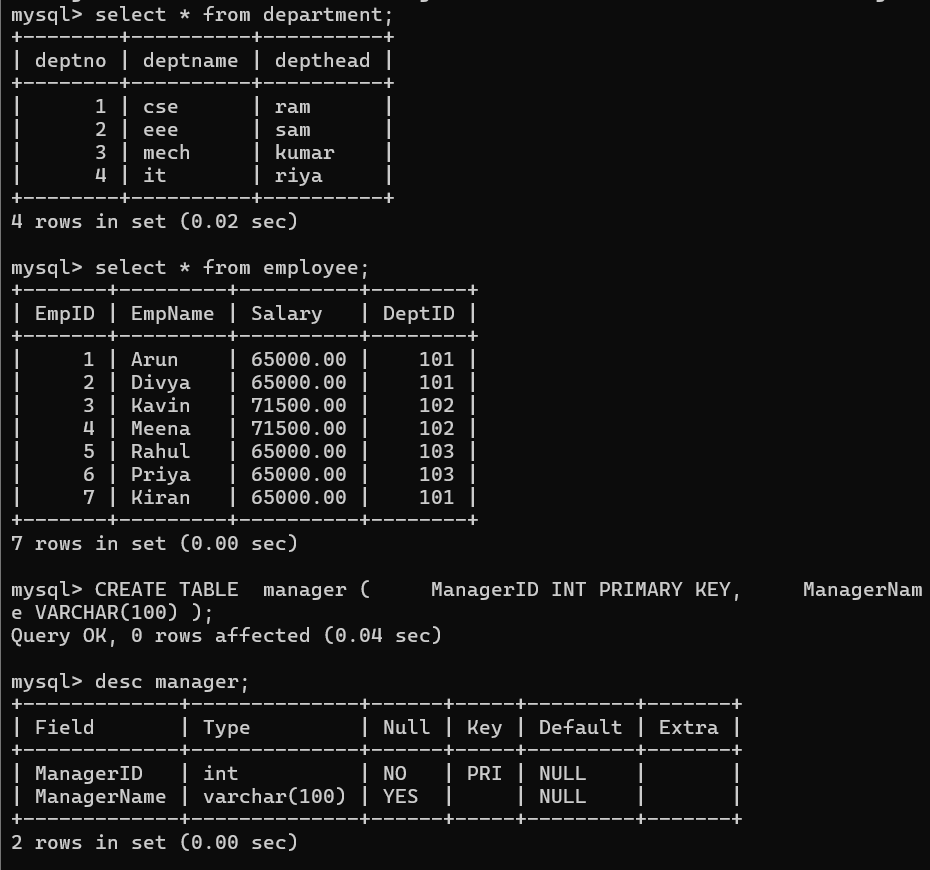 mysql> select * from department;
+--------+----------+----------+
| deptno | deptname | depthead |
+--------+----------+----------+
|      1 | cse      | ram      |
|      2 | eee      | sam      |
|      3 | mech     | kumar    |
|      4 | it       | riya     |
+--------+----------+----------+
4 rows in set (0.02 sec)

mysql> select * from employee;
+-------+---------+----------+--------+
| EmpID | EmpName | Salary   | DeptID |
+-------+---------+----------+--------+
|     1 | Arun    | 65000.00 |    101 |
|     2 | Divya   | 65000.00 |    101 |
|     3 | Kavin   | 71500.00 |    102 |
|     4 | Meena   | 71500.00 |    102 |
|     5 | Rahul   | 65000.00 |    103 |
|     6 | Priya   | 65000.00 |    103 |
|     7 | Kiran   | 65000.00 |    101 |
+-------+---------+----------+--------+
7 rows in set (0.00 sec)

mysql> CREATE TABLE  manager (     ManagerID INT PRIMARY KEY,     ManagerNam
e VARCHAR(100) );
Query OK, 0 rows affected (0.04 sec)

mysql> desc manager;
+-------------+--------------+------+-----+---------+-------+
| Field       | Type         | Null | Key | Default | Extra |
+-------------+--------------+------+-----+---------+-------+
| ManagerID   | int          | NO   | PRI | NULL    |       |
| ManagerName | varchar(100) | YES  |     | NULL    |       |
+-------------+--------------+------+-----+---------+-------+
2 rows in set (0.00 sec)